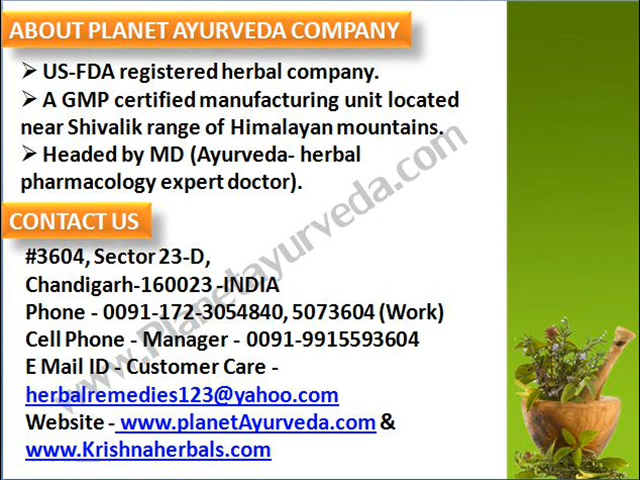 ABOUT PLANET AYURVEDA COMPANY
➢ US-FDA registered herbal company.
➢ A GMP certified manufacturing unit located
near Shivalik range of Himalayan mountains.
➢ Headed by MD (Ayurveda- herbal
pharmacology expert doctor).
CONTACT US
#3604, Sector 23-D,
Chandigarh-160023 -INDIA
Phone - 0091-172-3054840, 5073604 (Work)
Cell Phone - Manager - 0091-9915593604
E Mail ID - Customer Care -
herbalremedies123@yahoo.com
Website - www.planetAyurveda.com &
www.Krishnaherbals.com
www.Planetayurveda.com